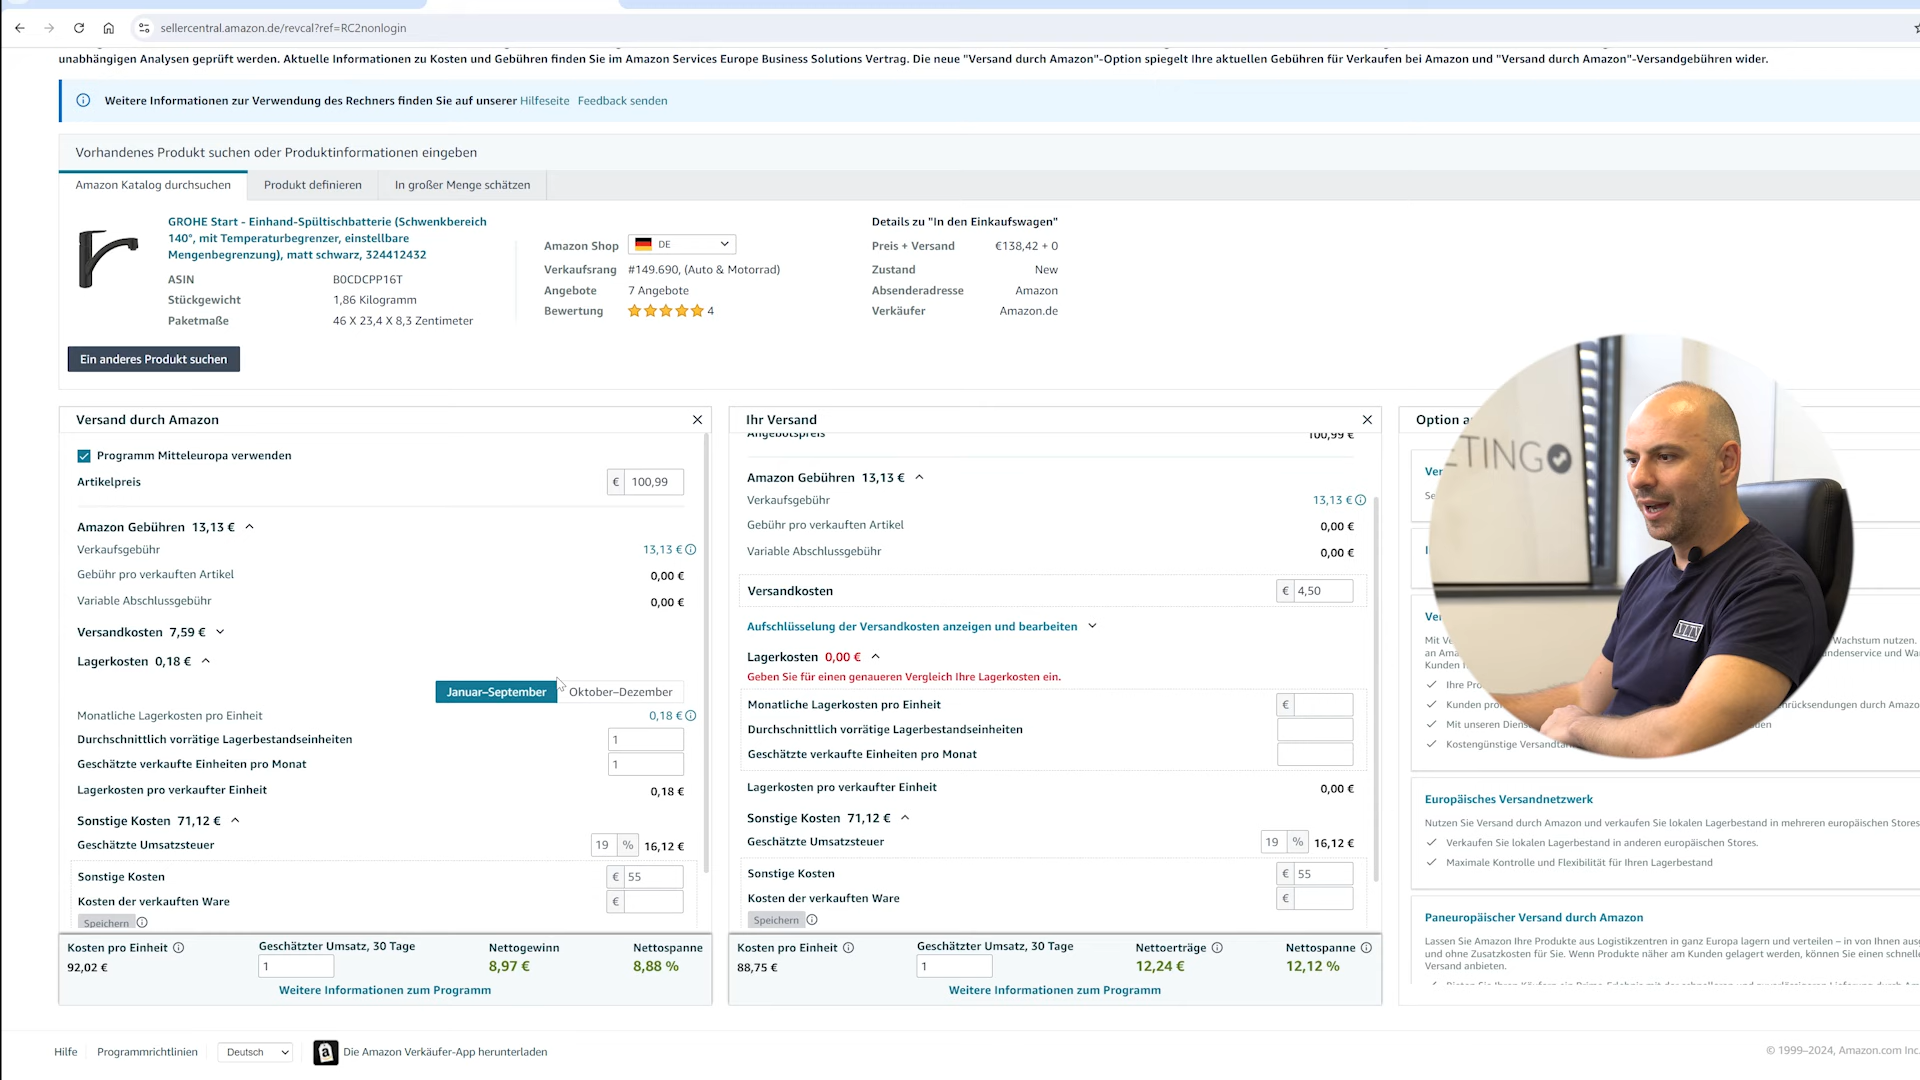 sellercentral.amazon.de/revcal?ref=RC2nonlogin
unabhängigen Analysen geprüft werden. Aktuelle Informationen zu Kosten und Gebühren finden Sie im Amazon Services Europe Business Solutions Vertrag. Die neue "Versand durch Amazon"-Option spiegelt Ihre aktuellen Gebühren für Verkaufen bei Amazon und "Versand durch Amazon"-Versandgebühren wider.
Weitere Informationen zur Verwendung des Rechners finden Sie auf unserer Hilfeseite Feedback senden
Vorhandenes Produkt suchen oder Produktinformationen eingeben
Amazon Katalog durchsuchen
Produkt definieren
In großer Menge schätzen
GROHE Start - Einhand-Spültischbatterie (Schwenkbereich
140°, mit Temperaturbegrenzer, einstellbare
Mengenbegrenzung), matt schwarz, 324412432
ASIN B0CDCPP16T
Stückgewicht 1,86 Kilogramm
Paketmaße 46 X 23,4 X 8,3 Zentimeter
Amazon Shop DE
Verkaufsrang #149.690, (Auto & Motorrad)
Angebote 7 Angebote
Bewertung 4
Details zu "In den Einkaufswagen"
Preis + Versand €138,42 + 0
Zustand New
Absenderadresse Amazon
Verkäufer Amazon.de
Ein anderes Produkt suchen
Versand durch Amazon
Programm Mitteleuropa verwenden
Artikelpreis € 100,99
Amazon Gebühren 13,13 €
Verkaufsgebühr 13,13 €
Gebühr pro verkauften Artikel 0,00 €
Variable Abschlussgebühr 0,00 €
Versandkosten 7,59 €
Lagerkosten 0,18 €
Januar–September Oktober–Dezember
Monatliche Lagerkosten pro Einheit 0,18 €
Durchschnittlich vorrätige Lagerbestandseinheiten 1
Geschätzte verkaufte Einheiten pro Monat 1
Lagerkosten pro verkaufter Einheit 0,18 €
Sonstige Kosten 71,12 €
Geschätzte Umsatzsteuer 19 % 16,12 €
Sonstige Kosten € 55
Kosten der verkauften Ware €
Speichern
Kosten pro Einheit Geschätzter Umsatz, 30 Tage Nettogewinn Nettospanne
92,02 € 1 8,97 € 8,88 %
Weitere Informationen zum Programm
Ihr Versand
Angebotspreis 100,99 €
Amazon Gebühren 13,13 €
Verkaufsgebühr 13,13 €
Gebühr pro verkauften Artikel 0,00 €
Variable Abschlussgebühr 0,00 €
Versandkosten € 4,50
Aufschlüsselung der Versandkosten anzeigen und bearbeiten
Lagerkosten 0,00 €
Geben Sie für einen genaueren Vergleich Ihre Lagerkosten ein.
Monatliche Lagerkosten pro Einheit €
Durchschnittlich vorrätige Lagerbestandseinheiten
Geschätzte verkaufte Einheiten pro Monat
Lagerkosten pro verkaufter Einheit 0,00 €
Sonstige Kosten 71,12 €
Geschätzte Umsatzsteuer 19 % 16,12 €
Sonstige Kosten € 55
Kosten der verkauften Ware €
Speichern
Kosten pro Einheit Geschätzter Umsatz, 30 Tage Nettoerträge Nettospanne
88,75 € 1 12,24 € 12,12 %
Weitere Informationen zum Programm
Option
TING
VLTN
Mit
Wachstum nutzen.
an Amaz
Kunden
Ihre Pro
Kunden
Mit unseren Diens
Kostengünstige
Europäisches Versandnetzwerk
Nutzen Sie Versand durch Amazon und verkaufen Sie lokalen Lagerbestand in mehreren europäischen Stores
Verkaufen Sie lokalen Lagerbestand in anderen europäischen Stores.
Maximale Kontrolle und Flexibilität für Ihren Lagerbestand
Paneuropäischer Versand durch Amazon
Lassen Sie Amazon Ihre Produkte aus Logistikzentren in ganz Europa lagern und verteilen – in von Ihnen aus
und ohne Zusatzkosten für Sie. Wenn Produkte näher am Kunden gelagert werden, können Sie einen schnelle
Versand anbieten.
Hilfe Programmrichtlinien Deutsch Die Amazon Verkäufer-App herunterladen
© 1999–2024, Amazon.com Inc.